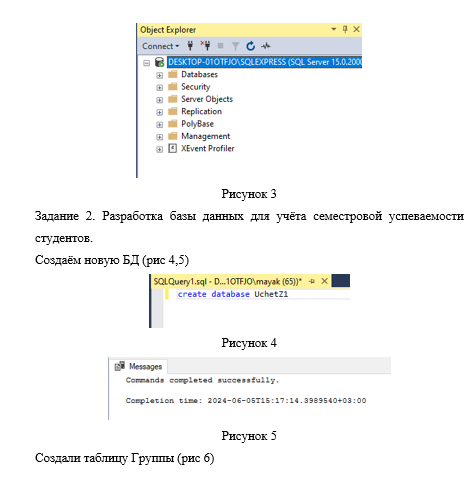 Object Explorer
Connect
DESKTOP-01OTFJO\SQLEXPRESS (SQL Server 15.0.2000
Databases
Security
Server Objects
Replication
PolyBase
Management
XEvent Profiler
Рисунок 3
Задание 2. Разработка базы данных для учёта семестровой успеваемости
студентов.
Создаём новую БД (рис 4,5)
SQLQuery1.sql - D...1OTFJO\mayak (65))*
create database UchetZ1
Рисунок 4
Messages
Commands completed successfully.
Completion time: 2024-06-05T15:17:14.3989540+03:00
Рисунок 5
Создали таблицу Группы (рис 6)